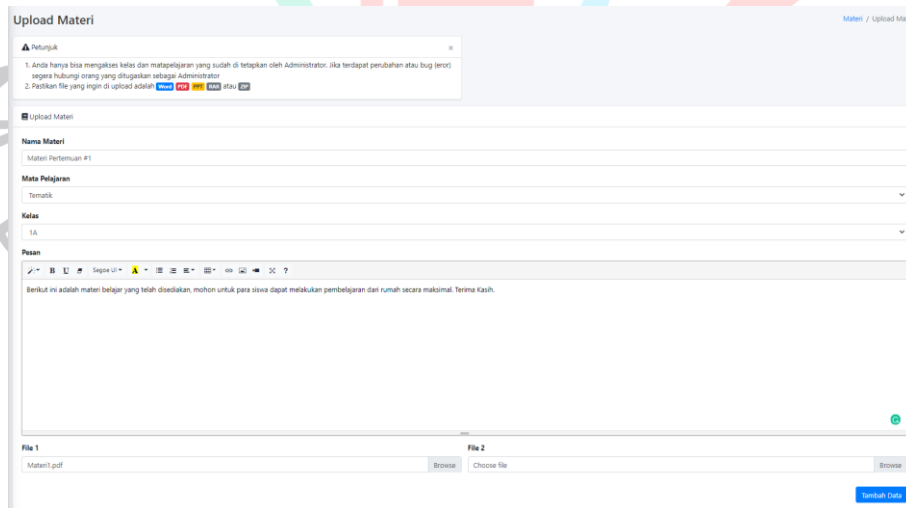 Upload Materi
Materi / Upload Ma
Petunjuk ×
1. Anda hanya bisa mengakses kelas dan matapelajaran yang sudah di tetapkan oleh Administrator. Jika terdapat perubahan atau bug (eror)
segera hubungi orang yang ditugaskan sebagai Administrator
2. Pastikan file yang ingin di upload adalah Word PDF PPT RAR atau ZIP
Upload Materi
Nama Materi
Materi Pertemuan #1
Mata Pelajaran
Tematik
Kelas
1A
Pesan
B U Segoe UI A ?
Berikut ini adalah materi belajar yang telah disediakan, mohon untuk para siswa dapat melakukan pembelajaran dari rumah secara maksimal. Terima Kasih.
File 1 File 2
Materi1.pdf Browse Choose file Browse
Tambah Data